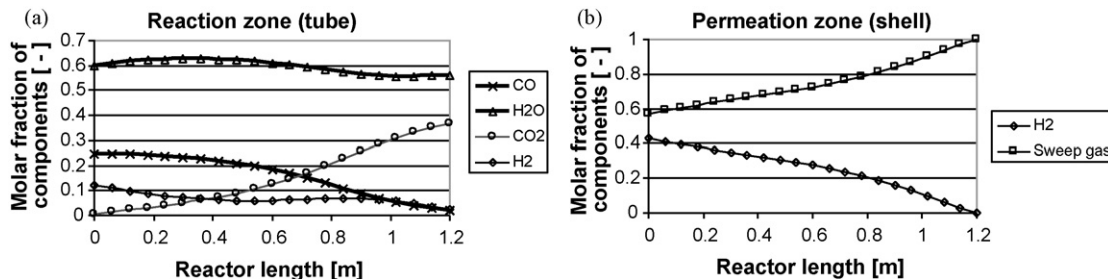 (a)
Reaction zone (tube)
Molar fraction of
components [ - ]
0.7
0.6
0.5
0.4
0.3
0.2
0.1
0
0 0.2 0.4 0.6 0.8 1 1.2
Reactor length [m]
CO
H2O
CO2
H2
(b)
Permeation zone (shell)
Molar fraction of
components [ - ]
1
0.8
0.6
0.4
0.2
0
0 0.2 0.4 0.6 0.8 1 1.2
Reactor length [m]
H2
Sweep gas